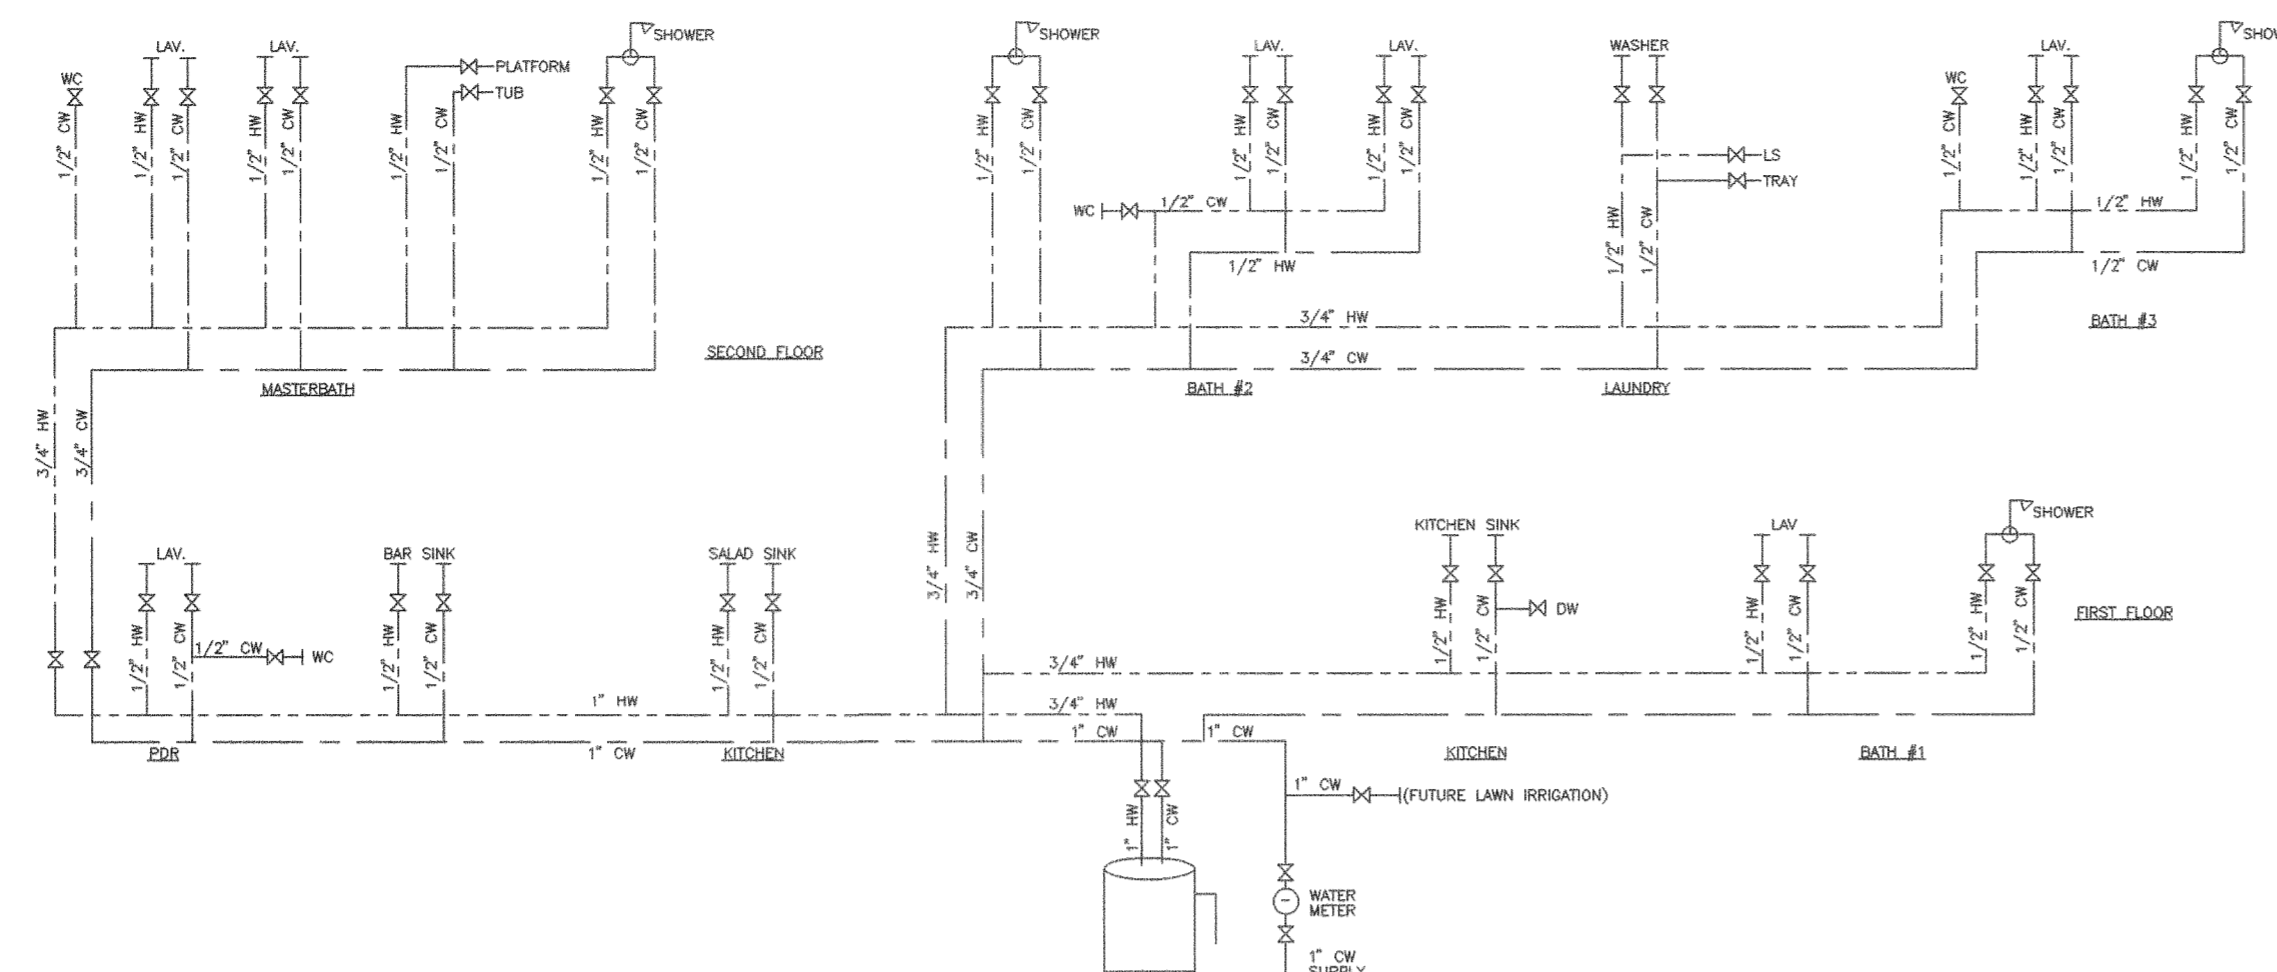 SHOWER
SHOWER
SHOW
LAV.
LAV.
LAV.
LAV.
WASHER
LAV.
PLATFORM
TUB
WC
WC
1/2" CW
1/2" HW
1/2" CW
1/2" HW
1/2" CW
1/2" HW
1/2" CW
1/2" HW
1/2" CW
1/2" HW
1/2" CW
1/2" HW
1/2" CW
1/2" HW
1/2" CW
LS
TRAY
1/2" CW
1/2" HW
1/2" CW
1/2" HW
1/2" CW
WC
1/2" CW
1/2" HW
1/2" HW
1/2" CW
1/2" HW
1/2" CW
3/4" HW
BATH #3
SECOND FLOOR
3/4" CW
MASTERBATH
BATH #2
LAUNDRY
3/4" HW
3/4" CW
SHOWER
KITCHEN SINK
LAV
LAV.
BAR SINK
SALAD SINK
3/4" HW
3/4" CW
DW
FIRST FLOOR
1/2" HW
1/2" CW
1/2" CW
WC
1/2" HW
1/2" CW
1/2" HW
1/2" CW
1/2" HW
1/2" CW
1/2" HW
1/2" CW
1/2" HW
1/2" CW
3/4" HW
1" HW
3/4" HW
1" CW
1" CW
PDR
1" CW
KITCHEN
KITCHEN
BATH #1
1" CW
(FUTURE LAWN IRRIGATION)
1" HW
1" CW
WATER
METER
1" CW
SUPPLY